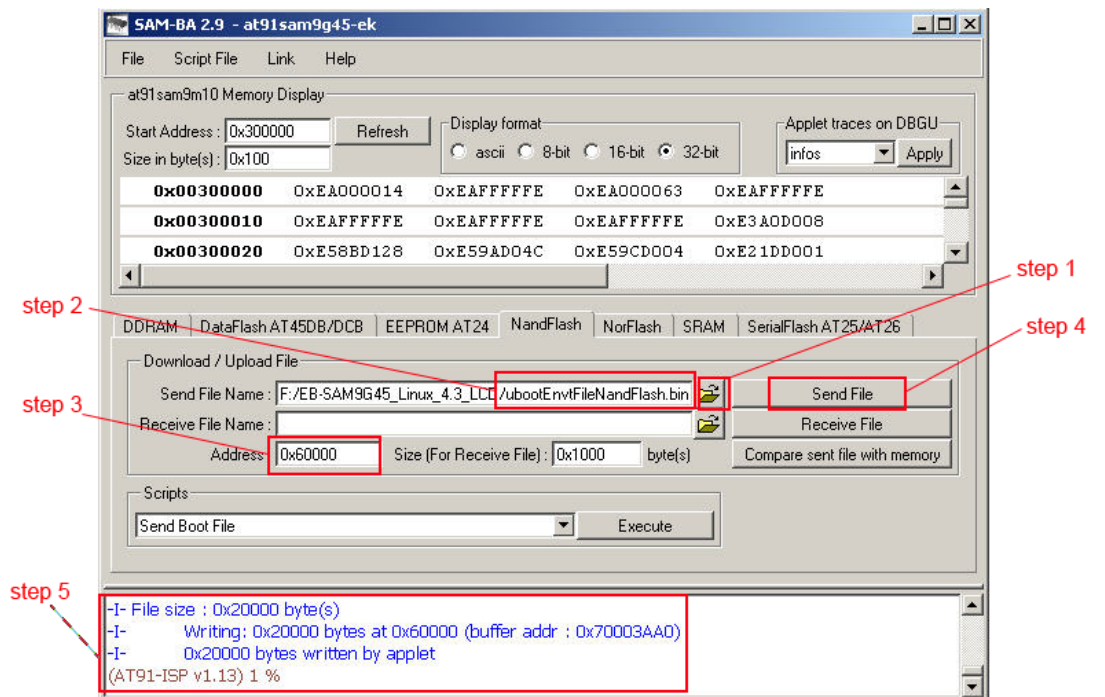 SAM-BA 2.9 - at91sam9g45-ek
File Script File Link Help
at91sam9m10 Memory Display
Start Address : 0x300000 Refresh
Size in byte(s) : 0x100
Display format
ascii 8-bit 16-bit 32-bit
Applet traces on DBGU
infos Apply
0x00300000 0xEA000014 0xEAFFFFFE 0xEA000063 0xEAFFFFFE
0x00300010 0xEAFFFFFE 0xEAFFFFFE 0xEAFFFFFE 0xE3A0D008
0x00300020 0xE58BD128 0xE59AD04C 0xE59CD004 0xE21DD001
step 1
step 2
DDRAM DataFlash AT45DB/DCB EEPROM AT24 NandFlash NorFlash SRAM SerialFlash AT25/AT26
step 4
Download / Upload File
Send File Name : F:/EB-SAM9G45_Linux_4.3_LCD/ubootEnvtFileNandFlash.bin Send File
step 3
Receive File Name : Receive File
Address 0x60000 Size (For Receive File) : 0x1000 byte(s) Compare sent file with memory
Scripts
Send Boot File Execute
step 5
-I- File size : 0x20000 byte(s)
-I- Writing: 0x20000 bytes at 0x60000 (buffer addr : 0x70003AA0)
-I- 0x20000 bytes written by applet
(AT91-ISP v1.13) 1 %